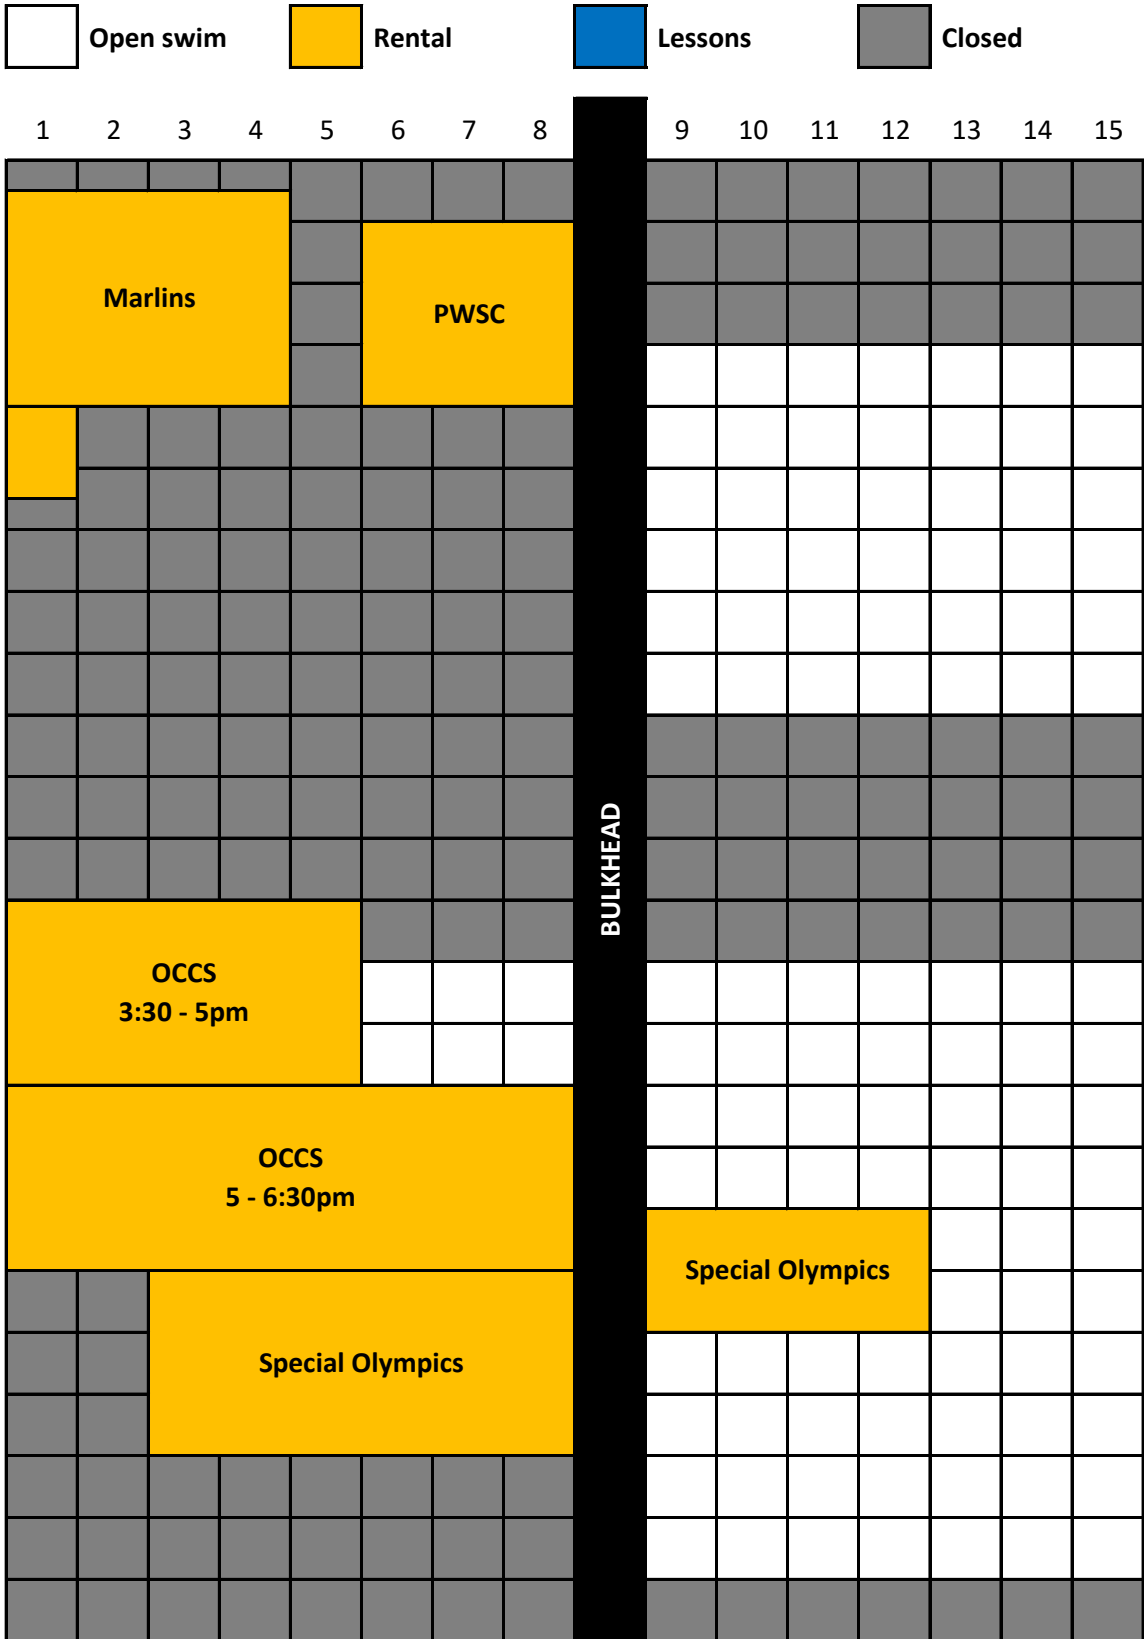 Open swim Rental Lessons Closed
1 2 3 4 5 6 7 8 9 10 11 12 13 14 15
Marlins
PWSC
BULKHEAD
OCCS
3:30 - 5pm
OCCS
5 - 6:30pm
Special Olympics
Special Olympics